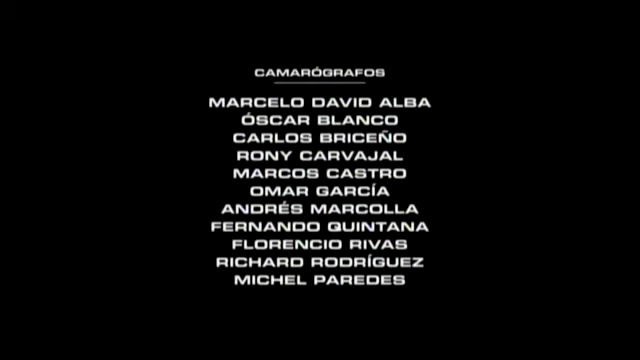 CAMARÓGRAFOS
MARCELO DAVID ALBA
ÓSCAR BLANCO
CARLOS BRICEÑO
RONY CARVAJAL
MARCOS CASTRO
OMAR GARCÍA
ANDRÉS MARCOLLA
FERNANDO QUINTANA
FLORENCIO RIVAS
RICHARD RODRÍGUEZ
MICHEL PAREDES